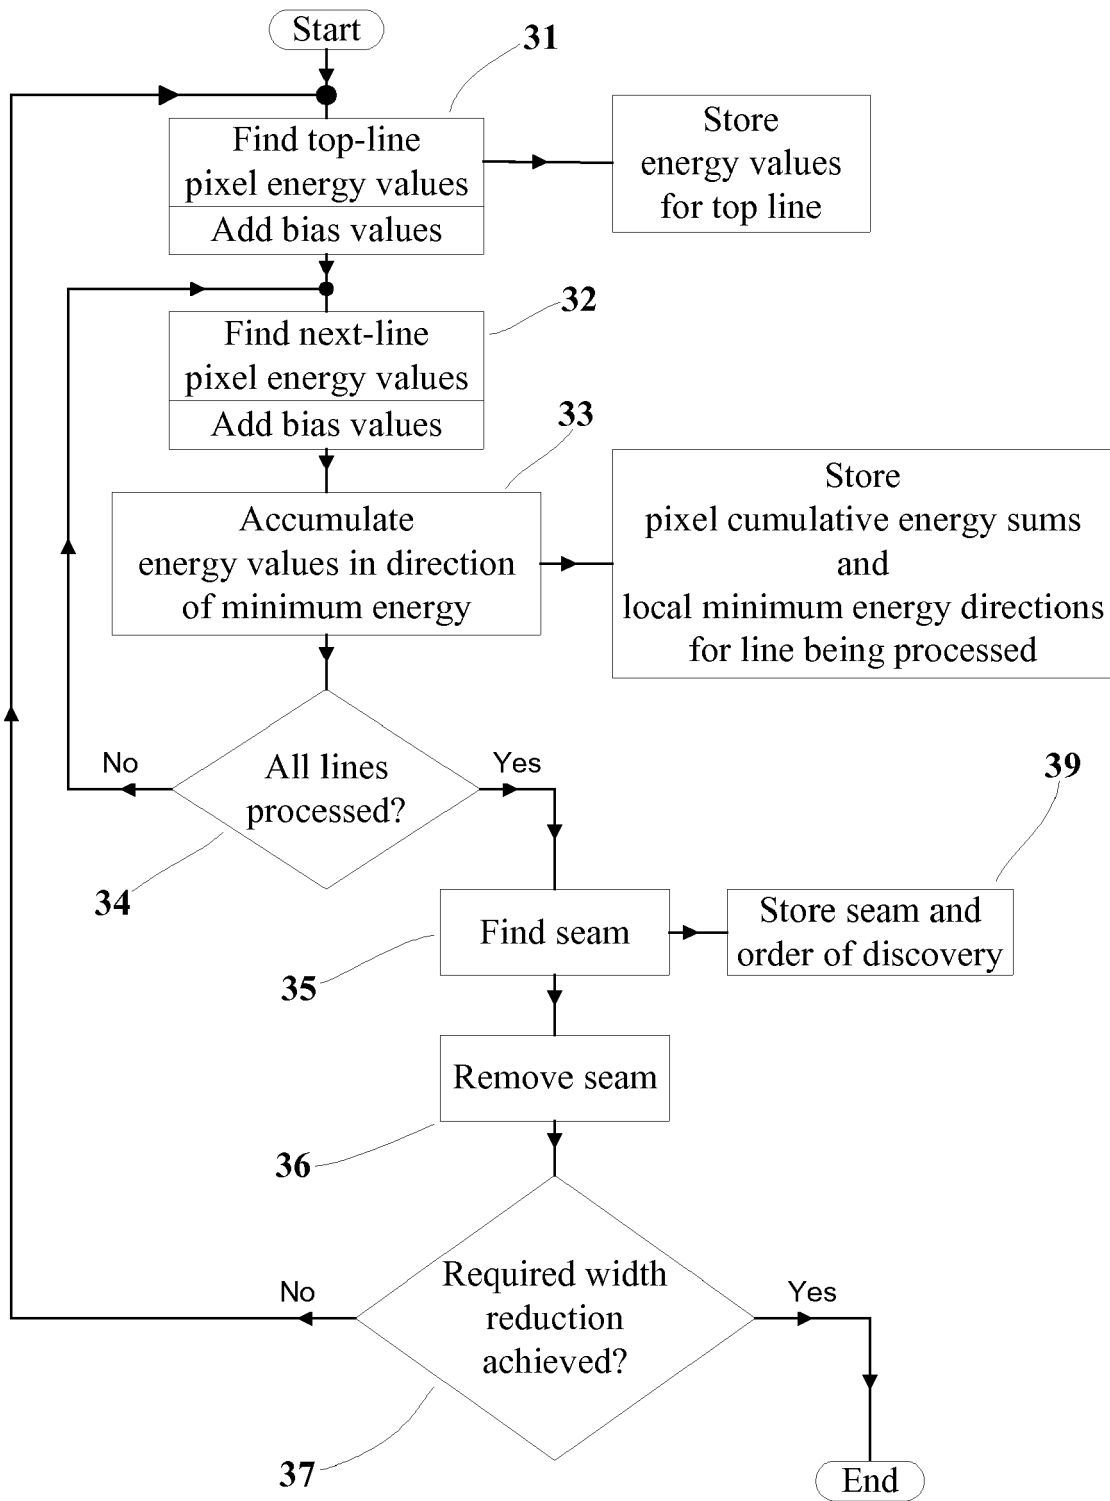 Start
31
Find top-line
pixel energy values
Add bias values
Store
energy values
for top line
32
Find next-line
pixel energy values
Add bias values
33
Accumulate
energy values in direction
of minimum energy
Store
pixel cumulative energy sums
and
local minimum energy directions
for line being processed
No
All lines
processed?
Yes
34
39
Find seam
Store seam and
order of discovery
35
Remove seam
36
No
Required width
reduction
achieved?
Yes
37
End